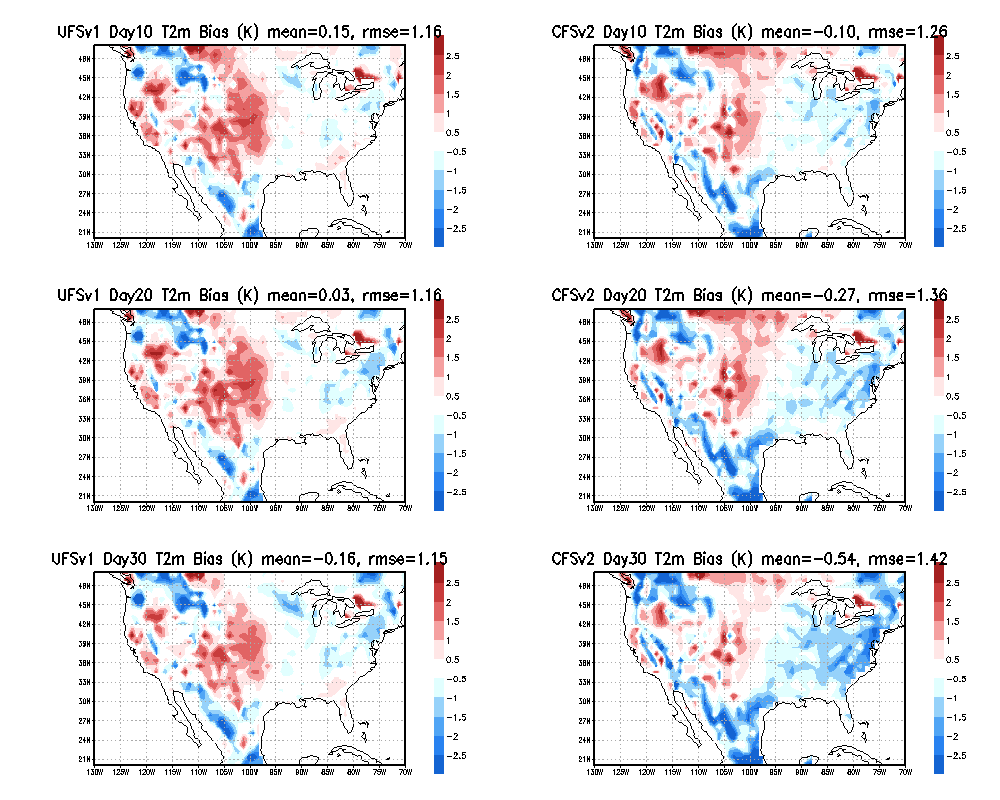 UFSv1 Day10 T2m Bias (K) mean=0.15, rmse=1.16
48N
45N
42N
39N
36N
33N
30N
27N
24N
21N
130W 125W 120W 115W 110W 105W 100W 95W 90W 85W 80W 75W 70W
2.5
2
1.5
1
0.5
−0.5
−1
−1.5
−2
−2.5
CFSv2 Day10 T2m Bias (K) mean=−0.10, rmse=1.26
48N
45N
42N
39N
36N
33N
30N
27N
24N
21N
130W 125W 120W 115W 110W 105W 100W 95W 90W 85W 80W 75W 70W
2.5
2
1.5
1
0.5
−0.5
−1
−1.5
−2
−2.5
UFSv1 Day20 T2m Bias (K) mean=0.03, rmse=1.16
48N
45N
42N
39N
36N
33N
30N
27N
24N
21N
130W 125W 120W 115W 110W 105W 100W 95W 90W 85W 80W 75W 70W
2.5
2
1.5
1
0.5
−0.5
−1
−1.5
−2
−2.5
CFSv2 Day20 T2m Bias (K) mean=−0.27, rmse=1.36
48N
45N
42N
39N
36N
33N
30N
27N
24N
21N
130W 125W 120W 115W 110W 105W 100W 95W 90W 85W 80W 75W 70W
2.5
2
1.5
1
0.5
−0.5
−1
−1.5
−2
−2.5
UFSv1 Day30 T2m Bias (K) mean=−0.16, rmse=1.15
48N
45N
42N
39N
36N
33N
30N
27N
24N
21N
130W 125W 120W 115W 110W 105W 100W 95W 90W 85W 80W 75W 70W
2.5
2
1.5
1
0.5
−0.5
−1
−1.5
−2
−2.5
CFSv2 Day30 T2m Bias (K) mean=−0.54, rmse=1.42
48N
45N
42N
39N
36N
33N
30N
27N
24N
21N
130W 125W 120W 115W 110W 105W 100W 95W 90W 85W 80W 75W 70W
2.5
2
1.5
1
0.5
−0.5
−1
−1.5
−2
−2.5